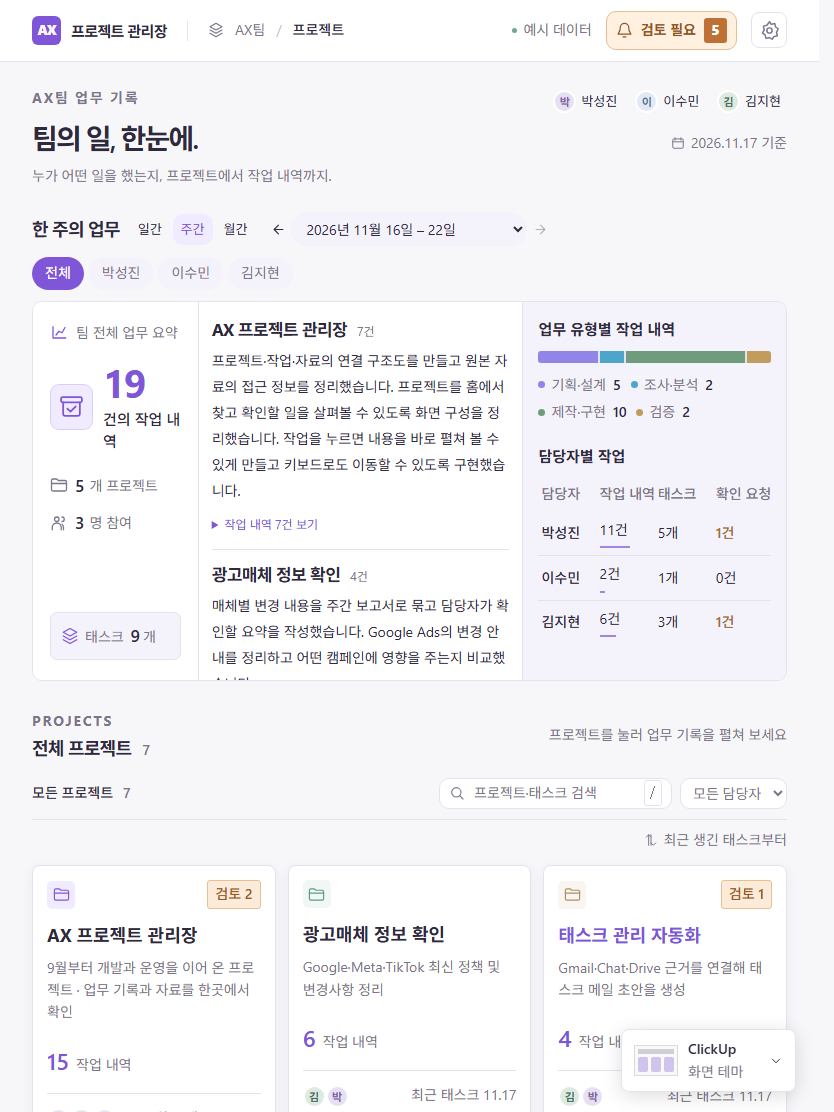 AX 프로젝트 관리장 AX팀 / 프로젝트 예시 데이터 검토 필요 5
AX팀 업무 기록
박 박성진 이 이수민 김 김지현
팀의 일, 한눈에.
2026.11.17 기준
누가 어떤 일을 했는지, 프로젝트에서 작업 내역까지.
한 주의 업무 일간 주간 월간 ← 2026년 11월 16일 – 22일 →
전체 박성진 이수민 김지현
팀 전체 업무 요약
19
건의 작업 내
역
5 개 프로젝트
3 명 참여
태스크 9 개
AX 프로젝트 관리장 7건
프로젝트·작업·자료의 연결 구조도를 만들고 원본 자
료의 접근 정보를 정리했습니다. 프로젝트를 홈에서
찾고 확인할 일을 살펴볼 수 있도록 화면 구성을 정
리했습니다. 작업을 누르면 내용을 바로 펼쳐 볼 수
있게 만들고 키보드로도 이동할 수 있도록 구현했습
니다.
▶ 작업 내역 7건 보기
광고매체 정보 확인 4건
매체별 변경 내용을 주간 보고서로 묶고 담당자가 확
인할 요약을 작성했습니다. Google Ads의 변경 안
내를 정리하고 어떤 캠페인에 영향을 주는지 비교했
업무 유형별 작업 내역
기획·설계 5 조사·분석 2
제작·구현 10 검증 2
담당자별 작업
담당자 작업 내역 태스크 확인 요청
박성진 11건 5개 1건
이수민 2건 1개 0건
김지현 6건 3개 1건
PROJECTS
전체 프로젝트 7
프로젝트를 눌러 업무 기록을 펼쳐 보세요
모든 프로젝트 7 프로젝트·태스크 검색 / 모든 담당자
최근 생긴 태스크부터
검토 2
AX 프로젝트 관리장
9월부터 개발과 운영을 이어 온 프로
젝트 · 업무 기록과 자료를 한곳에서
확인
15 작업 내역
광고매체 정보 확인
Google·Meta·TikTok 최신 정책 및
변경사항 정리
6 작업 내역
김 박 최근 태스크 11.17
검토 1
태스크 관리 자동화
Gmail·Chat·Drive 근거를 연결해 태
스크 메일 초안을 생성
4 작업 내
김 박 최근 태스크 11.17
ClickUp
화면 테마